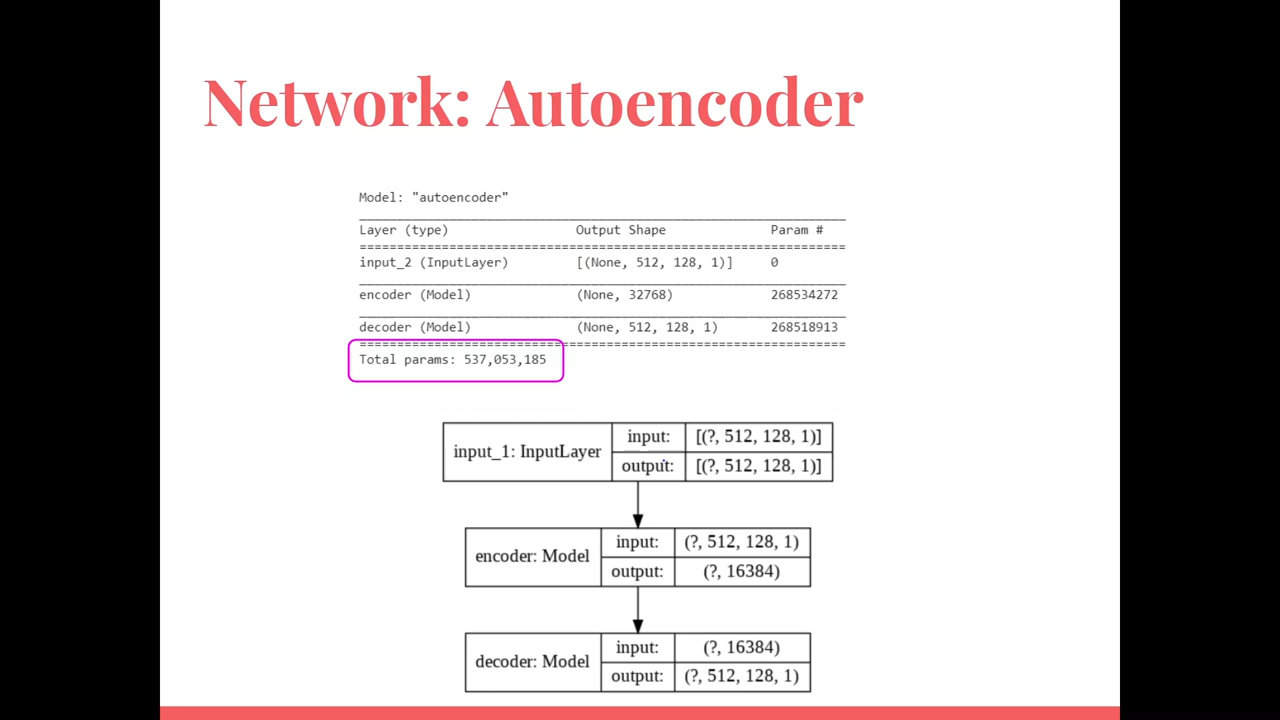 Network: Autoencoder
Model: "autoencoder"
Layer (type) Output Shape Param #
input_2 (InputLayer) [(None, 512, 128, 1)] 0
encoder (Model) (None, 32768) 268534272
decoder (Model) (None, 512, 128, 1) 268518913
Total params: 537,053,185
input_1: InputLayer
input: [(?, 512, 128, 1)]
output: [(?, 512, 128, 1)]
encoder: Model
input: (?, 512, 128, 1)
output: (?, 16384)
decoder: Model
input: (?, 16384)
output: (?, 512, 128, 1)